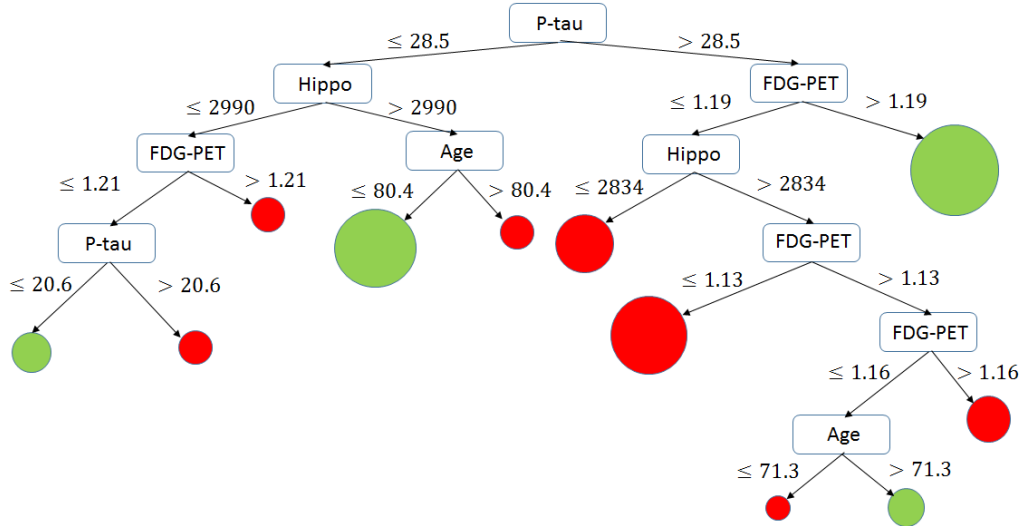 P-tau
≤ 28.5
> 28.5
Hippo
FDG-PET
≤ 2990
> 2990
≤ 1.19
> 1.19
FDG-PET
Age
Hippo
≤ 1.21
> 1.21
≤ 80.4
> 80.4
≤ 2834
> 2834
P-tau
FDG-PET
≤ 20.6
> 20.6
≤ 1.13
> 1.13
FDG-PET
≤ 1.16
> 1.16
Age
≤ 71.3
> 71.3